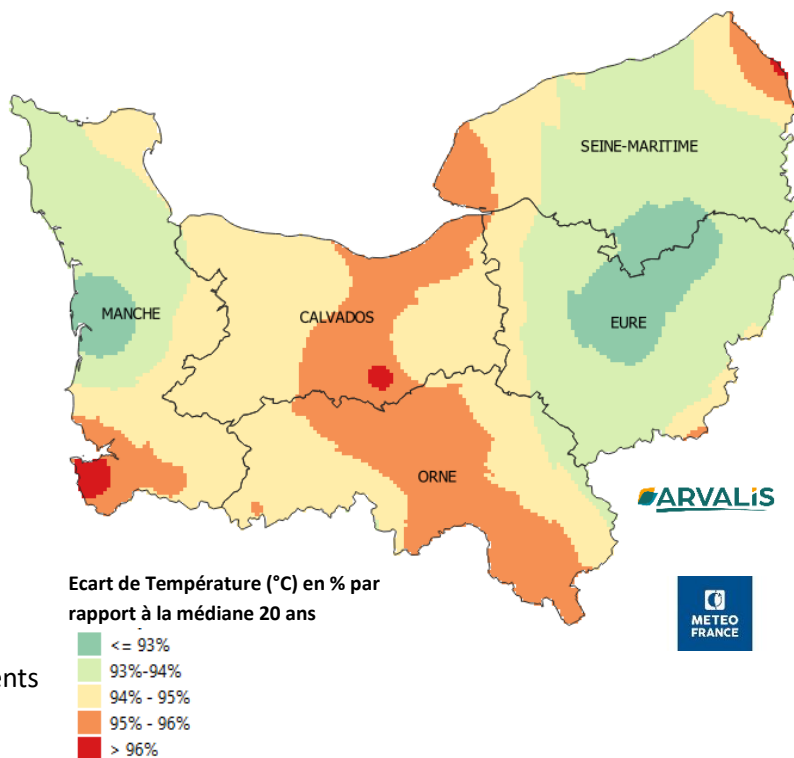 SEINE-MARITIME
MANCHE
CALVADOS
EURE
ORNE
ARVALIS
Ecart de Température (°C) en % par
rapport à la médiane 20 ans
METEO
FRANCE
<= 93%
93%-94%
ents
94% - 95%
95% - 96%
> 96%